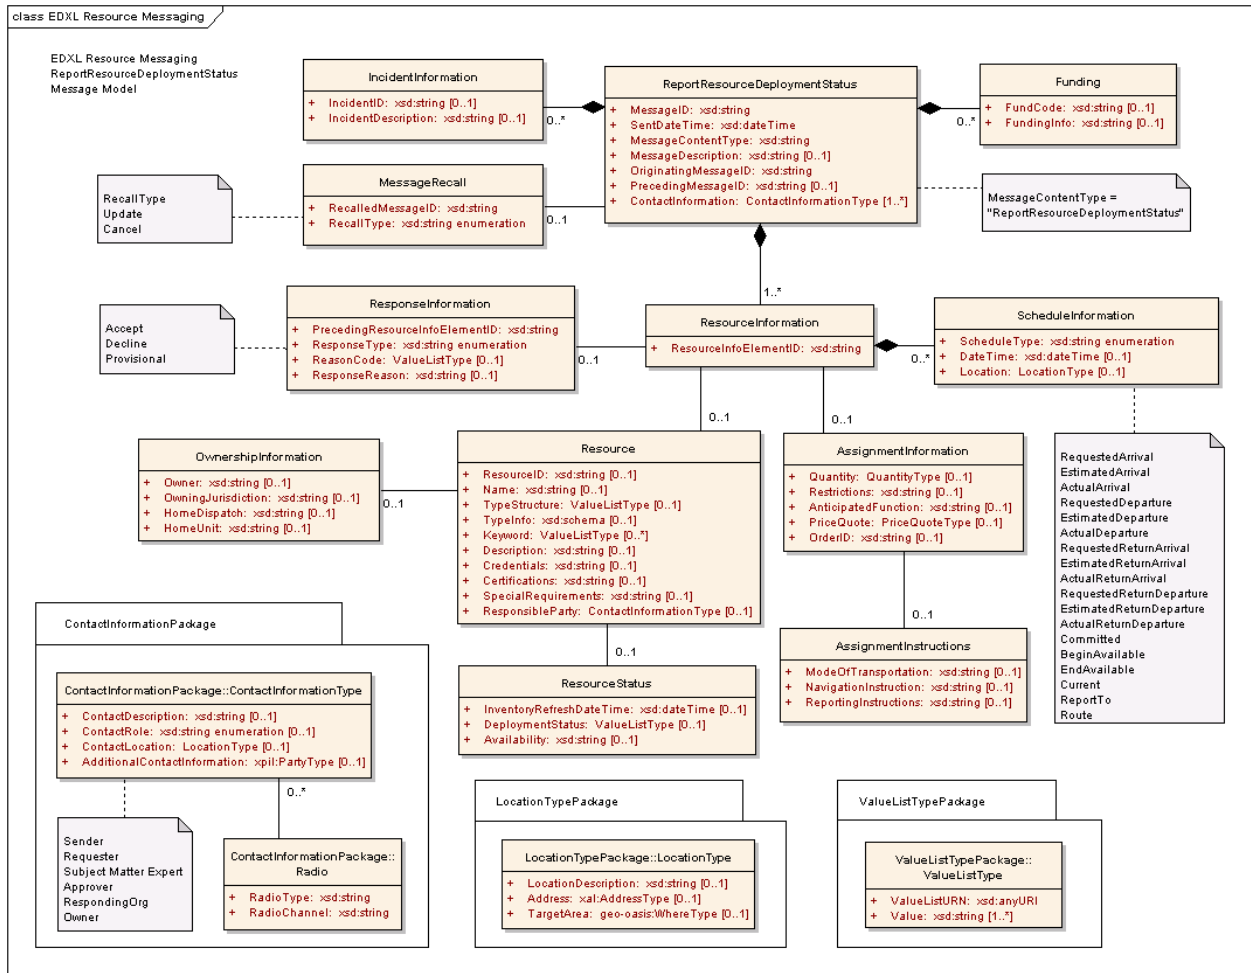 class EDXL Resource Messaging
EDXL Resource Messaging
ReportResourceDeploymentStatus
Message Model
IncidentInformation
+ IncidentID: xsd:string [0..1]
+ IncidentDescription: xsd:string [0..1]
0..*
ReportResourceDeploymentStatus
+ MessageID: xsd:string
+ SentDateTime: xsd:dateTime
+ MessageContentType: xsd:string
+ MessageDescription: xsd:string [0..1]
+ OriginatingMessageID: xsd:string
+ PrecedingMessageID: xsd:string [0..1]
+ ContactInformation: ContactInformationType [1..*]
Funding
+ FundCode: xsd:string [0..1]
+ FundingInfo: xsd:string [0..1]
0..*
RecallType
Update
Cancel
MessageRecall
+ RecalledMessageID: xsd:string
+ RecallType: xsd:string enumeration
0..1
MessageContentType =
"ReportResourceDeploymentStatus"
1..*
Accept
Decline
Provisional
ResponseInformation
+ PrecedingResourceInfoElementID: xsd:string
+ ResponseType: xsd:string enumeration
+ ReasonCode: ValueListType [0..1]
+ ResponseReason: xsd:string [0..1]
0..1
ResourceInformation
+ ResourceInfoElementID: xsd:string
0..*
ScheduleInformation
+ ScheduleType: xsd:string enumeration
+ DateTime: xsd:dateTime [0..1]
+ Location: LocationType [0..1]
0..1
0..1
OwnershipInformation
+ Owner: xsd:string [0..1]
+ OwningJurisdiction: xsd:string [0..1]
+ HomeDispatch: xsd:string [0..1]
+ HomeUnit: xsd:string [0..1]
0..1
Resource
+ ResourceID: xsd:string [0..1]
+ Name: xsd:string [0..1]
+ TypeStructure: ValueListType [0..1]
+ TypeInfo: xsd:schema [0..1]
+ Keyword: ValueListType [0..*]
+ Description: xsd:string [0..1]
+ Credentials: xsd:string [0..1]
+ Certifications: xsd:string [0..1]
+ SpecialRequirements: xsd:string [0..1]
+ ResponsibleParty: ContactInformationType [0..1]
0..1
AssignmentInformation
+ Quantity: QuantityType [0..1]
+ Restrictions: xsd:string [0..1]
+ AnticipatedFunction: xsd:string [0..1]
+ PriceQuote: PriceQuoteType [0..1]
+ OrderID: xsd:string [0..1]
0..1
RequestedArrival
EstimatedArrival
ActualArrival
RequestedDeparture
EstimatedDeparture
ActualDeparture
RequestedReturnArrival
EstimatedReturnArrival
ActualReturnArrival
RequestedReturnDeparture
EstimatedReturnDeparture
ActualReturnDeparture
Committed
BeginAvailable
EndAvailable
Current
ReportTo
Route
AssignmentInstructions
+ ModeOfTransportation: xsd:string [0..1]
+ NavigationInstruction: xsd:string [0..1]
+ ReportingInstructions: xsd:string [0..1]
ResourceStatus
+ InventoryRefreshDateTime: xsd:dateTime [0..1]
+ DeploymentStatus: ValueListType [0..1]
+ Availability: xsd:string [0..1]
ContactInformationPackage
ContactInformationPackage::ContactInformationType
+ ContactDescription: xsd:string [0..1]
+ ContactRole: xsd:string enumeration [0..1]
+ ContactLocation: LocationType [0..1]
+ AdditionalContactInformation: xpil:PartyType [0..1]
0..*
Sender
Requester
Subject Matter Expert
Approver
RespondingOrg
Owner
ContactInformationPackage::
Radio
+ RadioType: xsd:string
+ RadioChannel: xsd:string
LocationTypePackage
LocationTypePackage::LocationType
+ LocationDescription: xsd:string [0..1]
+ Address: xal:AddressType [0..1]
+ TargetArea: geo-oasis:WhereType [0..1]
ValueListTypePackage
ValueListTypePackage::
ValueListType
+ ValueListURN: xsd:anyURI
+ Value: xsd:string [1..*]